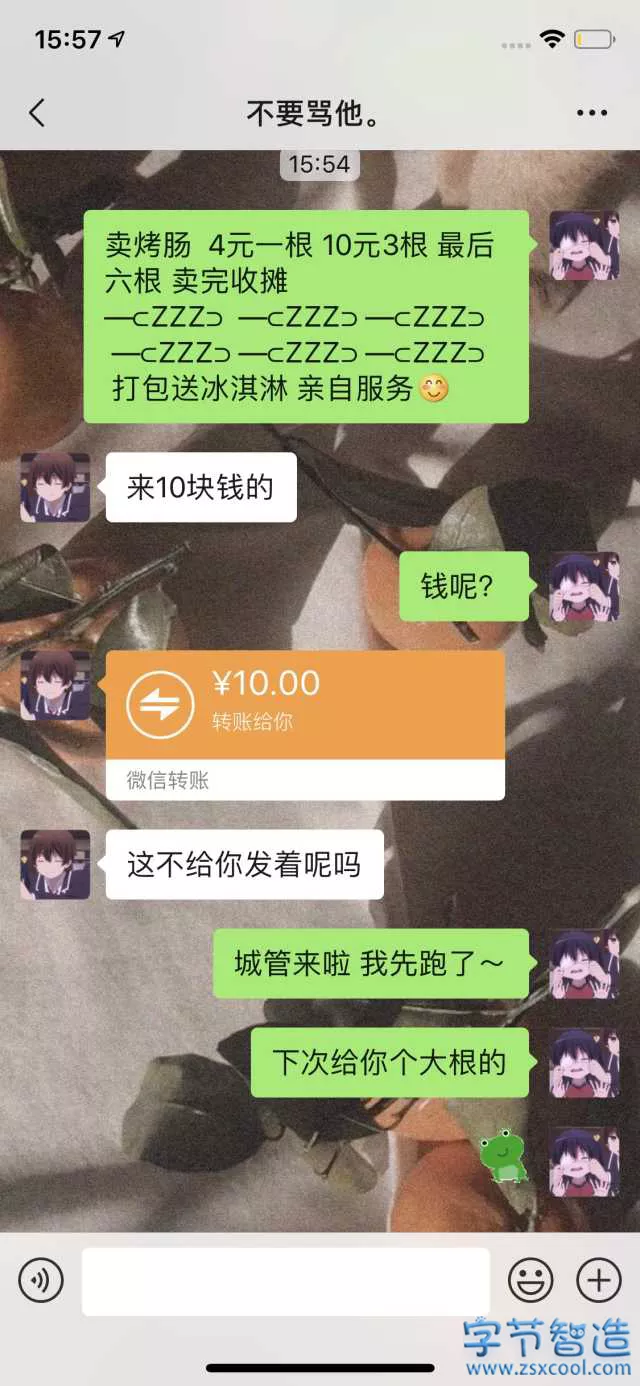 15:57
不要骂他。
15:54
卖烤肠 4元一根 10元3根 最后
六根 卖完收摊
—⊂ZZZ⊃ —⊂ZZZ⊃ —⊂ZZZ⊃
—⊂ZZZ⊃ —⊂ZZZ⊃ —⊂ZZZ⊃
打包送冰淇淋 亲自服务😊
来10块钱的
钱呢?
¥10.00
转账给你
微信转账
这不给你发着呢吗
城管来啦 我先跑了~
下次给你个大根的
字节智造
www.zsxcool.com